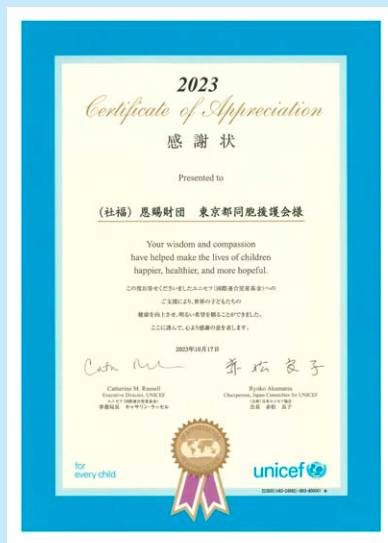 2023
Certificate of Appreciation
感謝状
Presented to
(社福) 恩賜財団 東京都同胞援護会様
Your wisdom and compassion
have helped make the lives of children
happier, healthier, and more hopeful.
この度お寄せくださいましたユニセフ(国際連合児童基金)への
ご支援により、世界の子どもたちの
健康を向上させ、明るい希望を贈ることができました。
ここに謹んで、心より感謝の意を表します。
2023年10月17日
赤松良子
Catherine M. Russell
Executive Director, UNICEF
ユニセフ(国際連合児童基金)
事務局長 キャサリン・ラッセル
Ryoko Akamatsu
Chairperson, Japan Committee for UNICEF
(公財)日本ユニセフ協会
会長 赤松 良子
for
every child
unicef